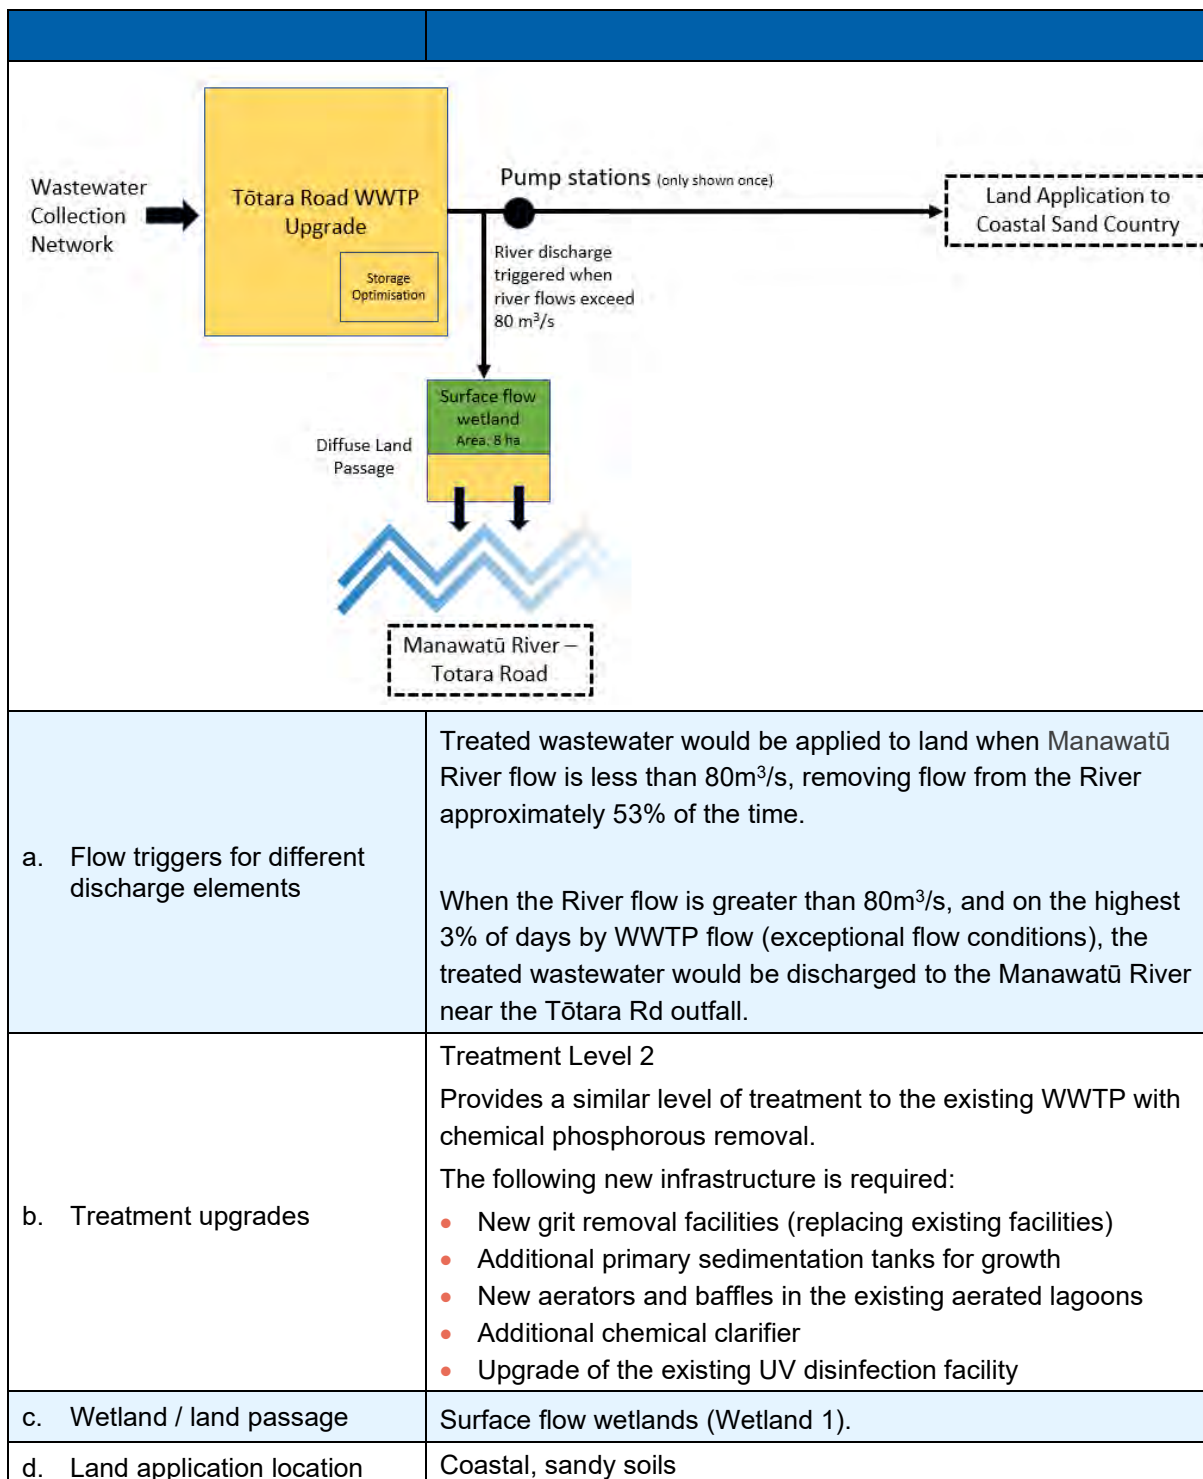 Wastewater
Collection
Network
Tōtara Road WWTP
Upgrade
Storage
Optimisation
Pump stations (only shown once)
River discharge
triggered when
river flows exceed
80 m³/s
Land Application to
Coastal Sand Country
Surface flow
wetland
Area: 8 ha
Diffuse Land
Passage
Manawatū River –
Totara Road
a. Flow triggers for different
discharge elements
Treated wastewater would be applied to land when Manawatū
River flow is less than 80m³/s, removing flow from the River
approximately 53% of the time.
When the River flow is greater than 80m³/s, and on the highest
3% of days by WWTP flow (exceptional flow conditions), the
treated wastewater would be discharged to the Manawatū River
near the Tōtara Rd outfall.
b. Treatment upgrades
Treatment Level 2
Provides a similar level of treatment to the existing WWTP with
chemical phosphorous removal.
The following new infrastructure is required:
• New grit removal facilities (replacing existing facilities)
• Additional primary sedimentation tanks for growth
• New aerators and baffles in the existing aerated lagoons
• Additional chemical clarifier
• Upgrade of the existing UV disinfection facility
c. Wetland / land passage
Surface flow wetlands (Wetland 1).
d. Land application location
Coastal, sandy soils